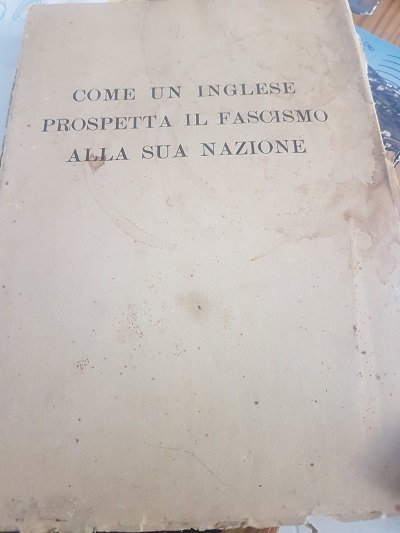 COME UN INGLESE
PROSPETTA IL FASCISMO
ALLA SUA NAZIONE